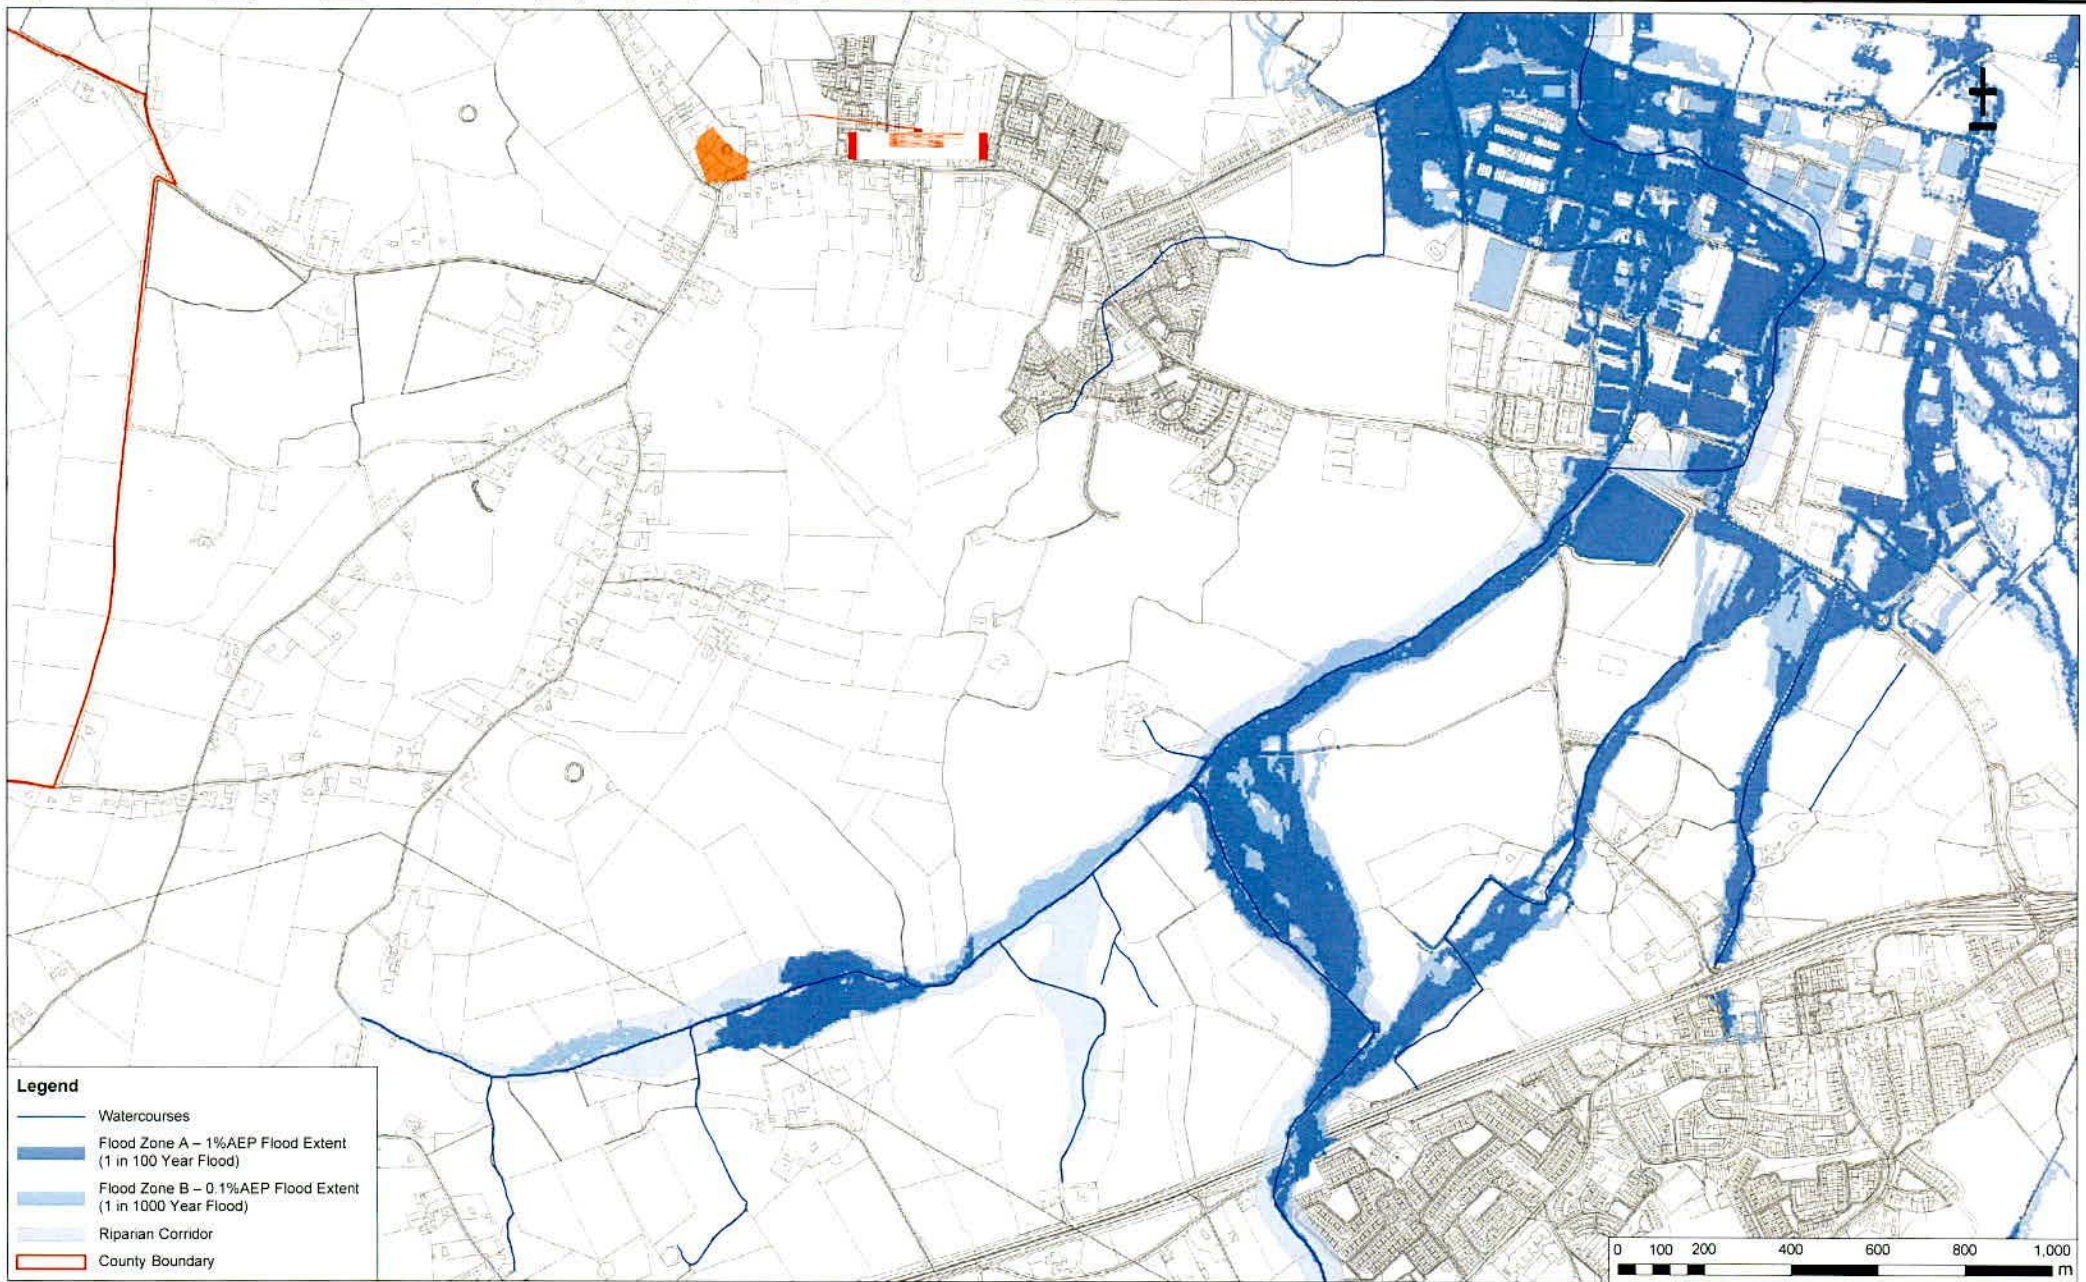 Legend
Watercourses
Flood Zone A – 1%AEP Flood Extent
(1 in 100 Year Flood)
Flood Zone B – 0.1%AEP Flood Extent
(1 in 1000 Year Flood)
Riparian Corridor
County Boundary
0 100 200 400 600 800 1,000
m